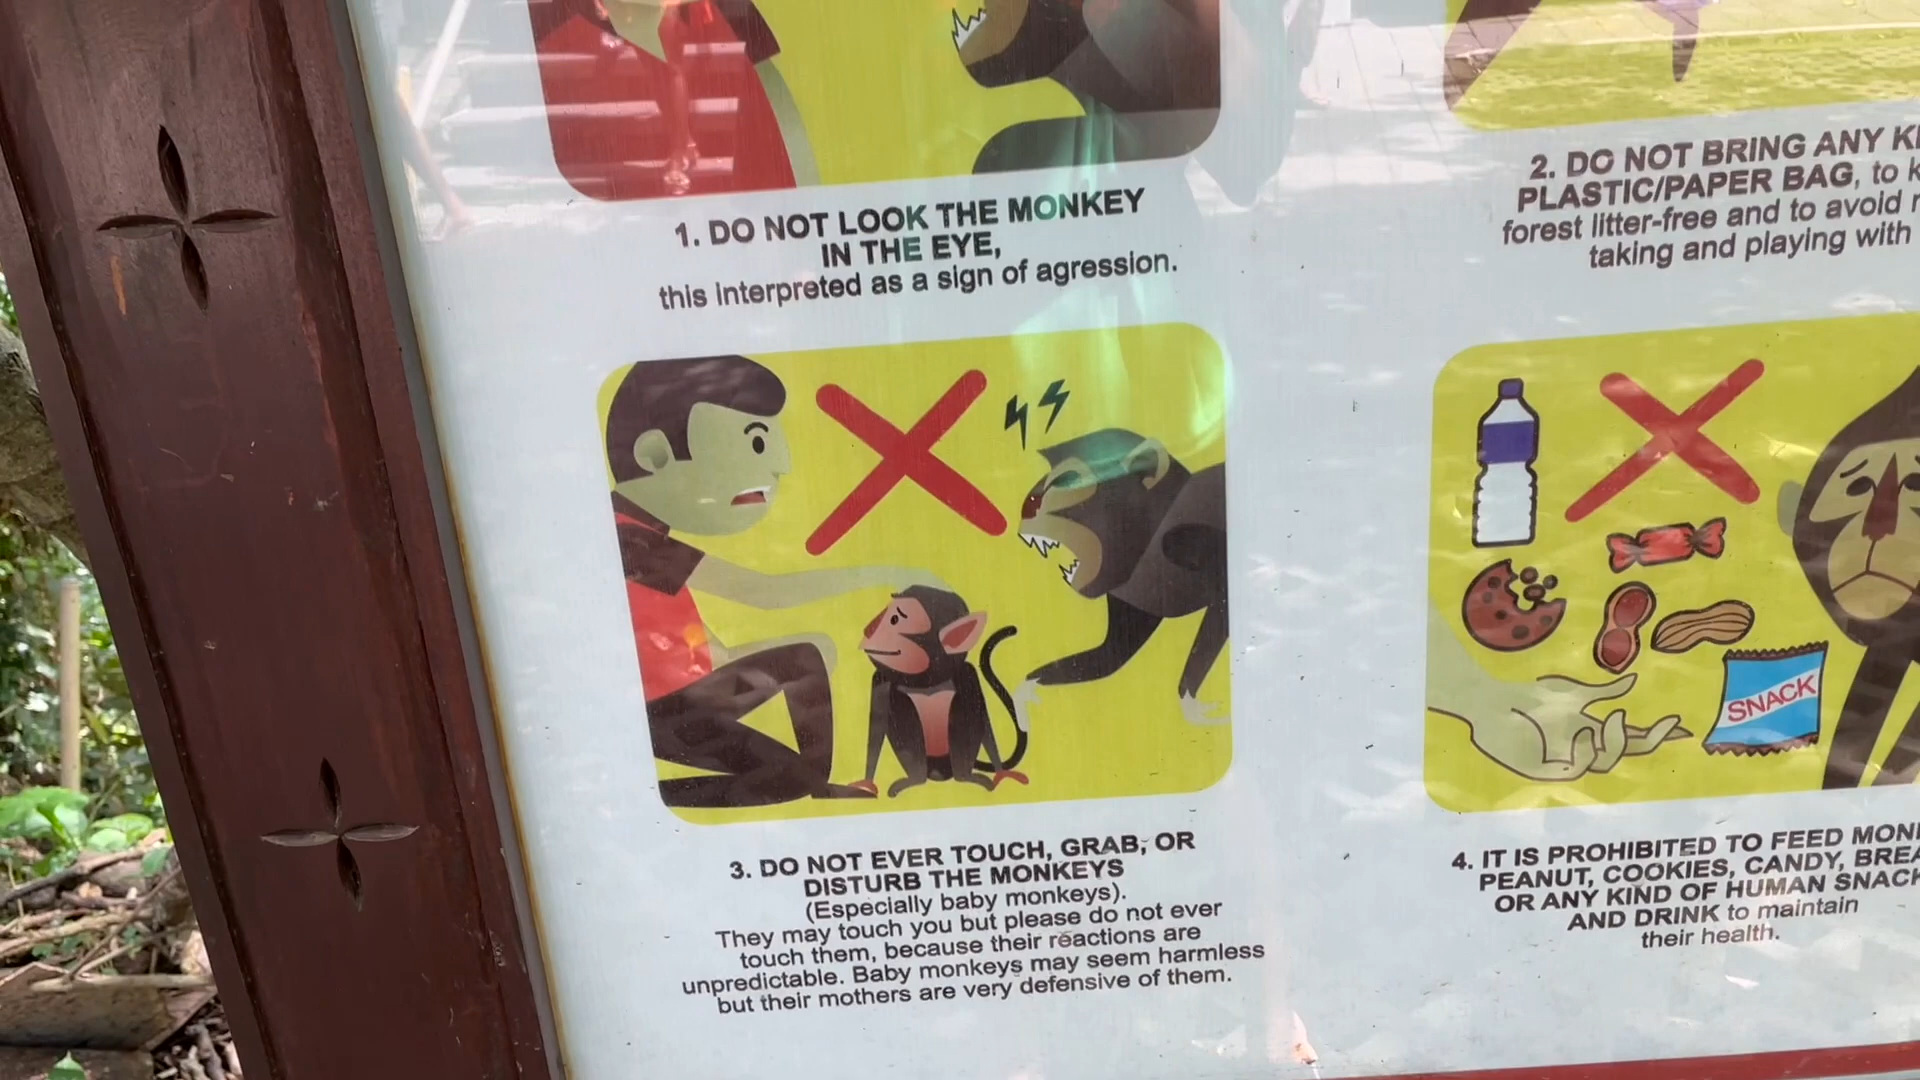 1. DO NOT LOOK THE MONKEY
IN THE EYE,
this interpreted as a sign of agression.
2. DO NOT BRING ANY
PLASTIC/PAPER BAG, to
forest litter-free and to avoid
taking and playing with
SNACK
3. DO NOT EVER TOUCH, GRAB, OR
DISTURB THE MONKEYS
(Especially baby monkeys).
They may touch you but please do not ever
touch them, because their reactions are
unpredictable. Baby monkeys may seem harmless
but their mothers are very defensive of them.
4. IT IS PROHIBITED TO FEED
PEANUT, COOKIES, CANDY,
OR ANY KIND OF HUMAN
AND DRINK to maintain
their health.